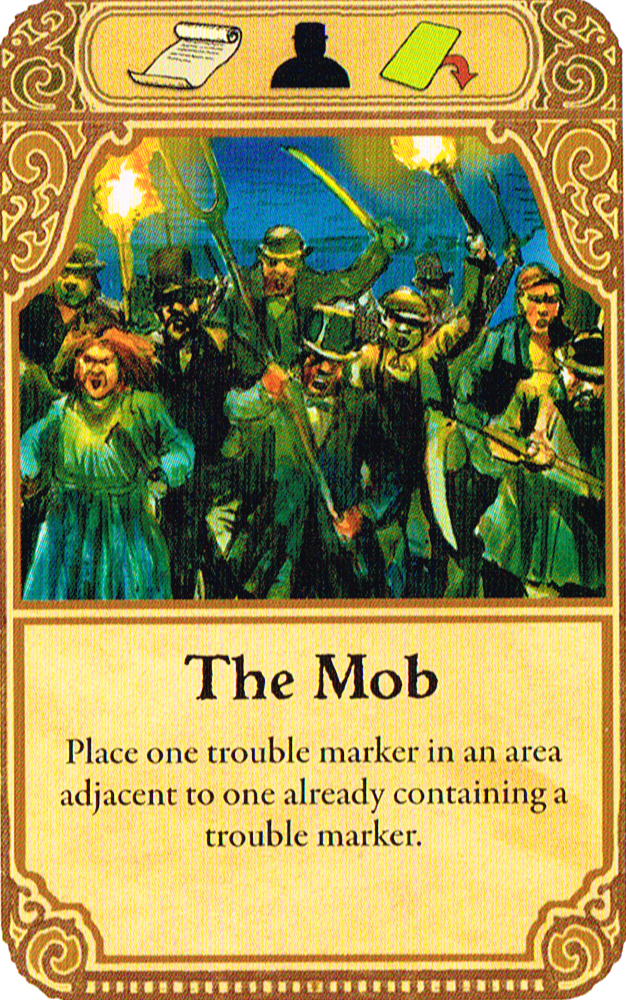 The Mob
Place one trouble marker in an area
adjacent to one already containing a
trouble marker.